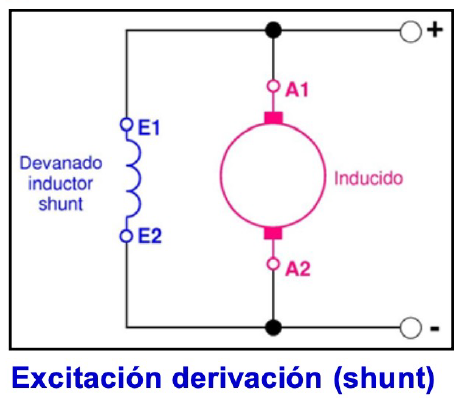 +
A1
E1
Devanado
inductor
shunt
Inducido
E2
A2
-
Excitación derivación (shunt)